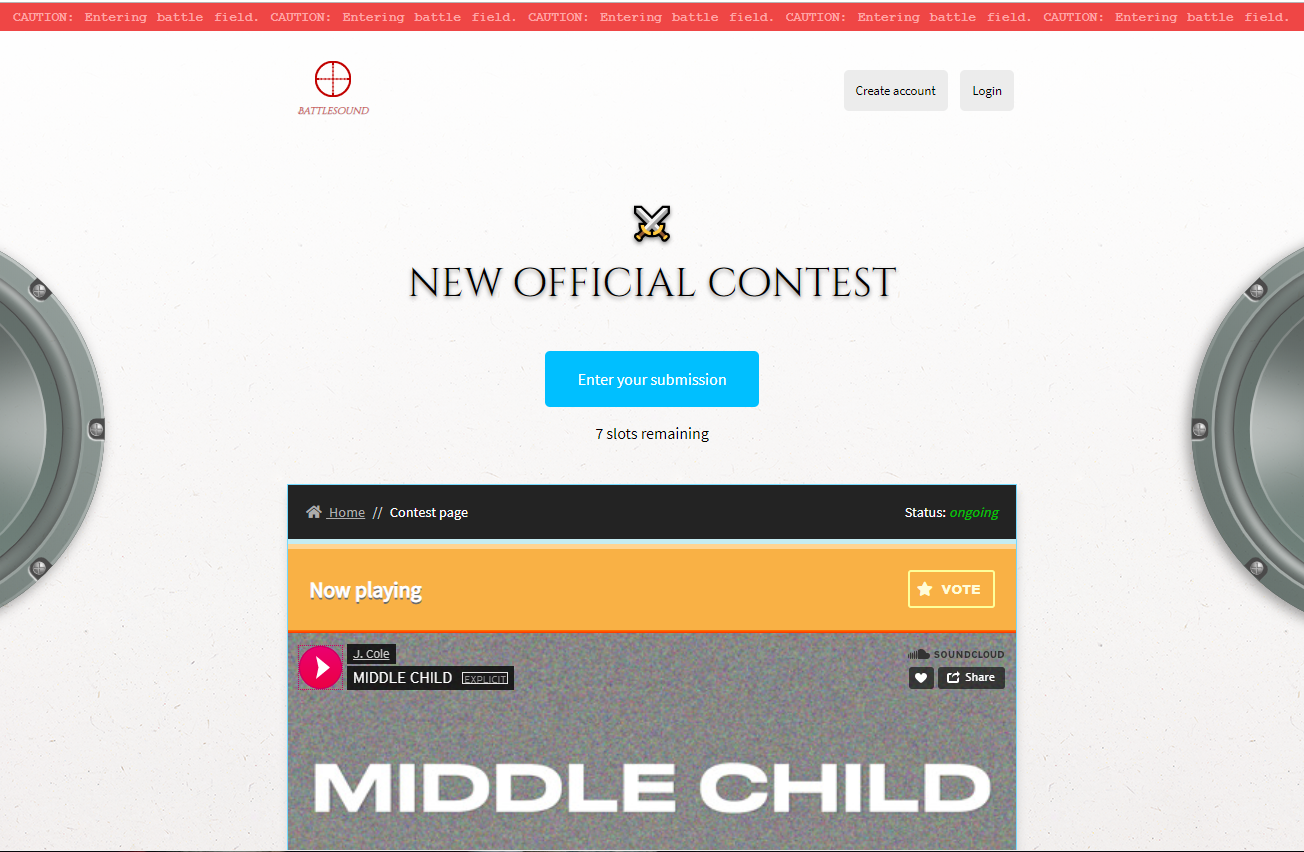 CAUTION: Entering battle field. CAUTION: Entering battle field. CAUTION: Entering battle field. CAUTION: Entering battle field. CAUTION: Entering battle field.
BATTLESOUND
Create account
Login
NEW OFFICIAL CONTEST
Enter your submission
7 slots remaining
Home // Contest page
Status: ongoing
Now playing
VOTE
J. Cole
SOUNDCLOUD
MIDDLE CHILD EXPLICIT
Share
MIDDLE CHILD